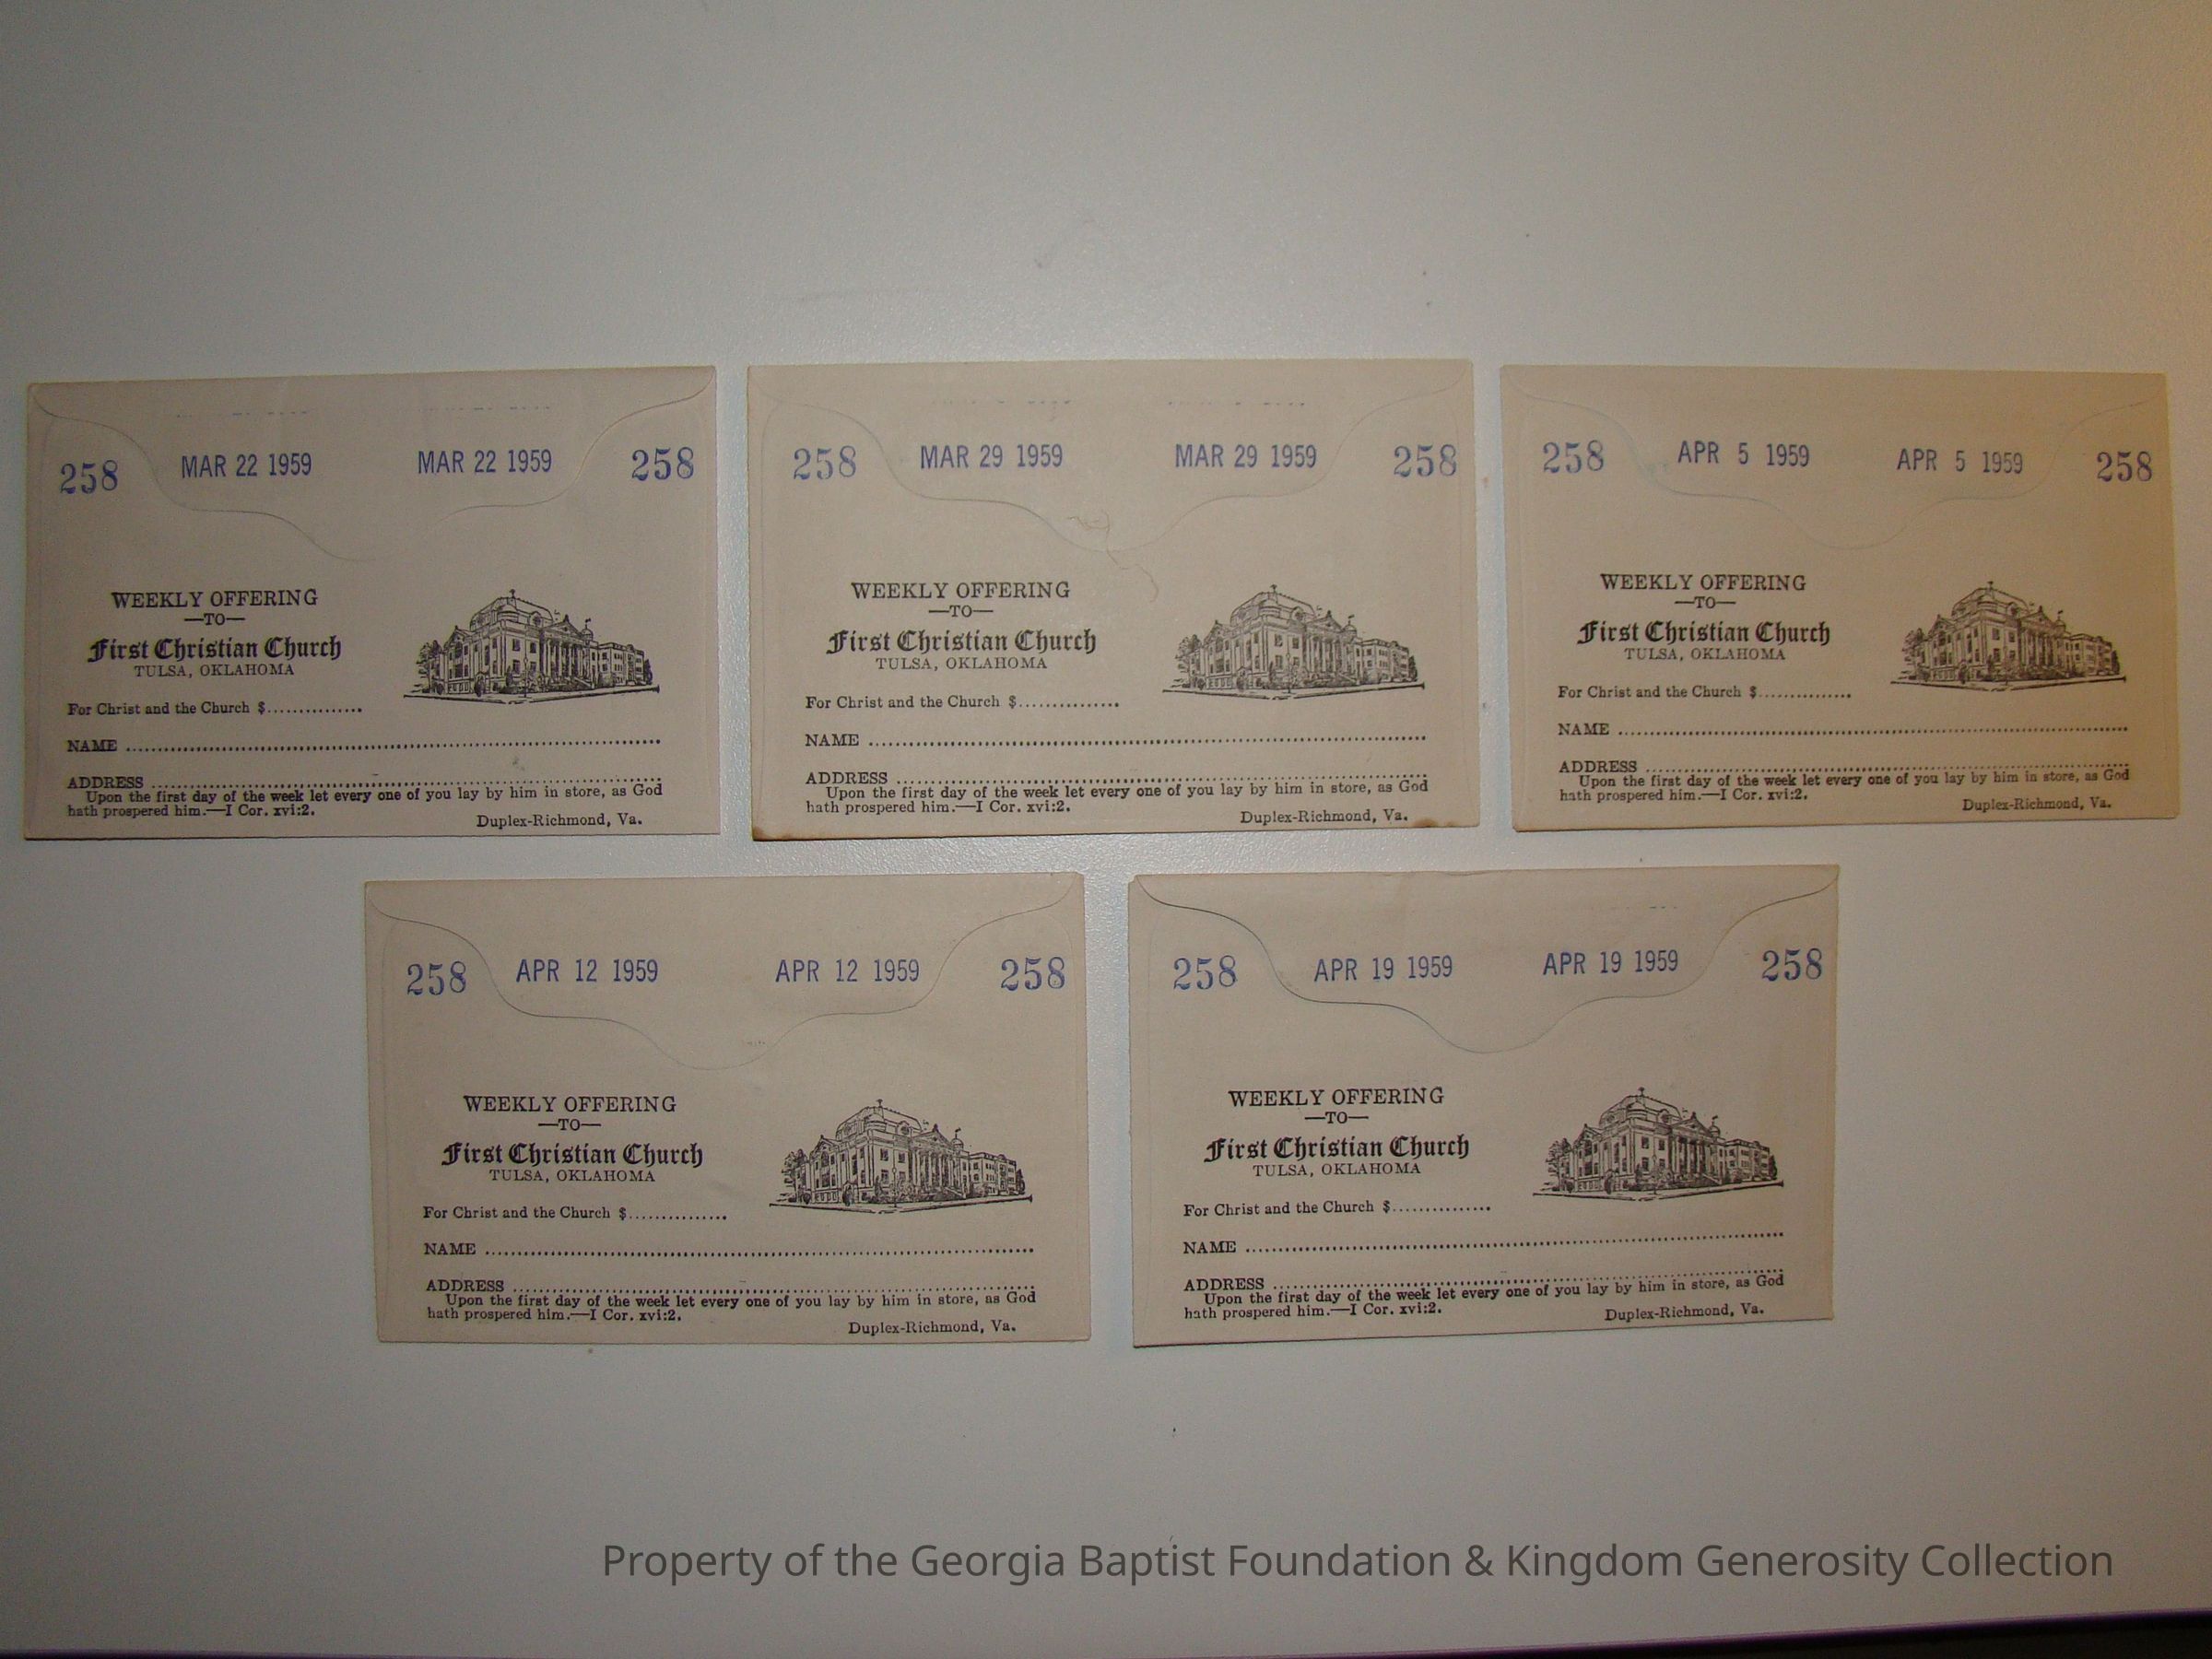 258 MAR 22 1959 MAR 22 1959 258
WEEKLY OFFERING
—TO—
First Christian Church
TULSA, OKLAHOMA
For Christ and the Church $...............
NAME ...............
ADDRESS ...............
Upon the first day of the week let every one of you lay by him in store, as God
hath prospered him.—I Cor. xvi:2.
Duplex-Richmond, Va.
258 MAR 29 1959 MAR 29 1959 258
WEEKLY OFFERING
—TO—
First Christian Church
TULSA, OKLAHOMA
For Christ and the Church $...............
NAME ...............
ADDRESS ...............
Upon the first day of the week let every one of you lay by him in store, as God
hath prospered him.—I Cor. xvi:2.
Duplex-Richmond, Va.
258 APR 5 1959 APR 5 1959 258
WEEKLY OFFERING
—TO—
First Christian Church
TULSA, OKLAHOMA
For Christ and the Church $...............
NAME ...............
ADDRESS ...............
Upon the first day of the week let every one of you lay by him in store, as God
hath prospered him.—I Cor. xvi:2.
Duplex-Richmond, Va.
258 APR 12 1959 APR 12 1959 258
WEEKLY OFFERING
—TO—
First Christian Church
TULSA, OKLAHOMA
For Christ and the Church $...............
NAME ...............
ADDRESS ...............
Upon the first day of the week let every one of you lay by him in store, as God
hath prospered him.—I Cor. xvi:2.
Duplex-Richmond, Va.
258 APR 19 1959 APR 19 1959 258
WEEKLY OFFERING
—TO—
First Christian Church
TULSA, OKLAHOMA
For Christ and the Church $...............
NAME ...............
ADDRESS ...............
Upon the first day of the week let every one of you lay by him in store, as God
hath prospered him.—I Cor. xvi:2.
Duplex-Richmond, Va.
Property of the Georgia Baptist Foundation & Kingdom Generosity Collection